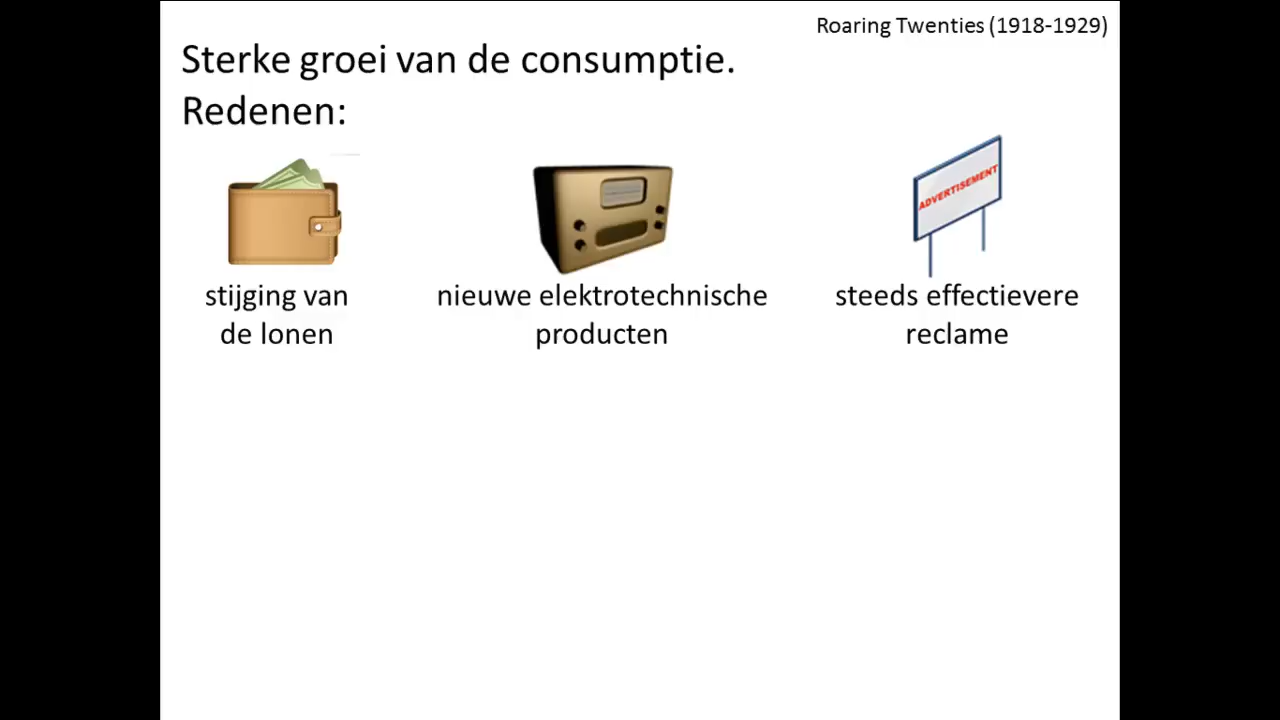 Roaring Twenties (1918-1929)
Sterke groei van de consumptie.
Redenen:
ADVERTISEMENT
stijging van
de lonen
nieuwe elektrotechnische
producten
steeds effectievere
reclame